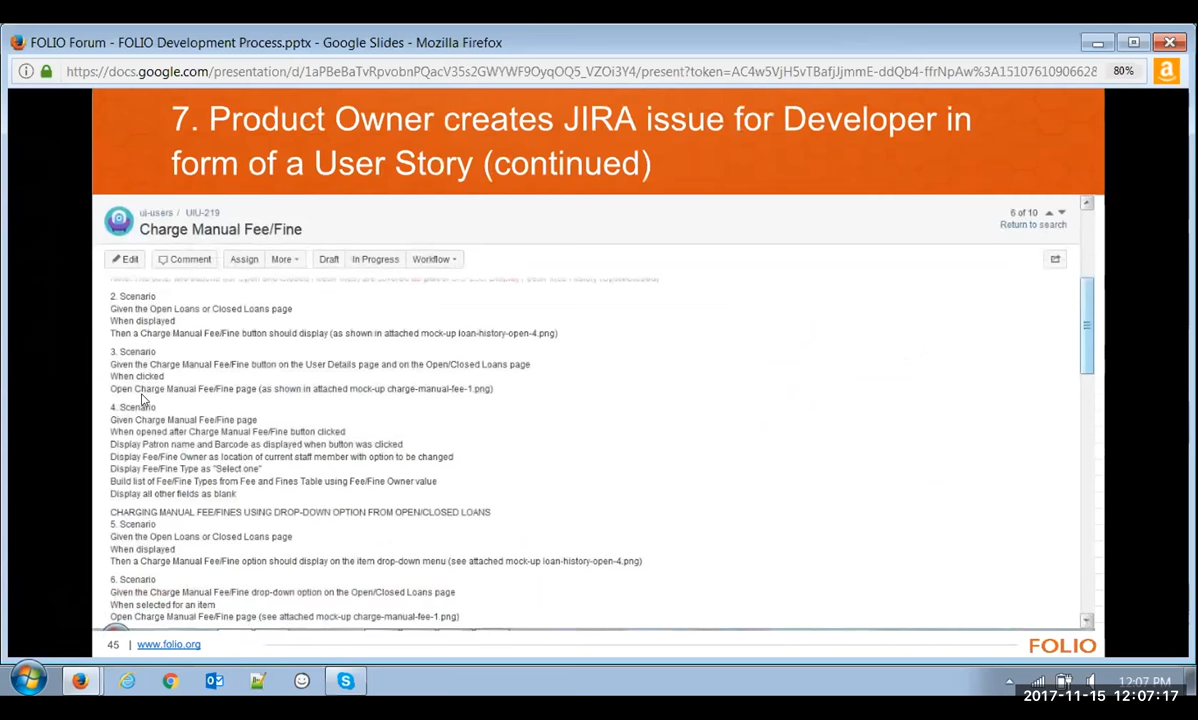 FOLIO Forum - FOLIO Development Process.pptx - Google Slides - Mozilla Firefox
80%
7. Product Owner creates JIRA issue for Developer in
form of a User Story (continued)
ui-users / UIU-219
6 of 10
Charge Manual Fee/Fine
Return to search
Edit
Comment
Assign
More
Draft
In Progress
Workflow
2. Scenario
Given the Open Loans or Closed Loans page
When displayed
Then a Charge Manual Fee/Fine button should display (as shown in attached mock-up loan-history-open-4.png)
3. Scenario
Given the Charge Manual Fee/Fine button on the User Details page and on the Open/Closed Loans page
When clicked
Open Charge Manual Fee/Fine page (as shown in attached mock-up charge-manual-fee-1.png)
4. Scenario
Given Charge Manual Fee/Fine page
When opened after Charge Manual Fee/Fine button clicked
Display Patron name and Barcode as displayed when button was clicked
Display Fee/Fine Owner as location of current staff member with option to be changed
Display Fee/Fine Type as "Select one"
Build list of Fee/Fine Types from Fee and Fines Table using Fee/Fine Owner value
Display all other fields as blank
CHARGING MANUAL FEE/FINES USING DROP-DOWN OPTION FROM OPEN/CLOSED LOANS
5. Scenario
Given the Open Loans or Closed Loans page
When displayed
Then a Charge Manual Fee/Fine option should display on the item drop-down menu (see attached mock-up loan-history-open-4.png)
6. Scenario
Given the Charge Manual Fee/Fine drop-down option on the Open/Closed Loans page
When selected for an item
Open Charge Manual Fee/Fine page (see attached mock-up charge-manual-fee-1.png)
45 | www.folio.org
FOLIO
12:07 PM
2017-11-15 12:07:17